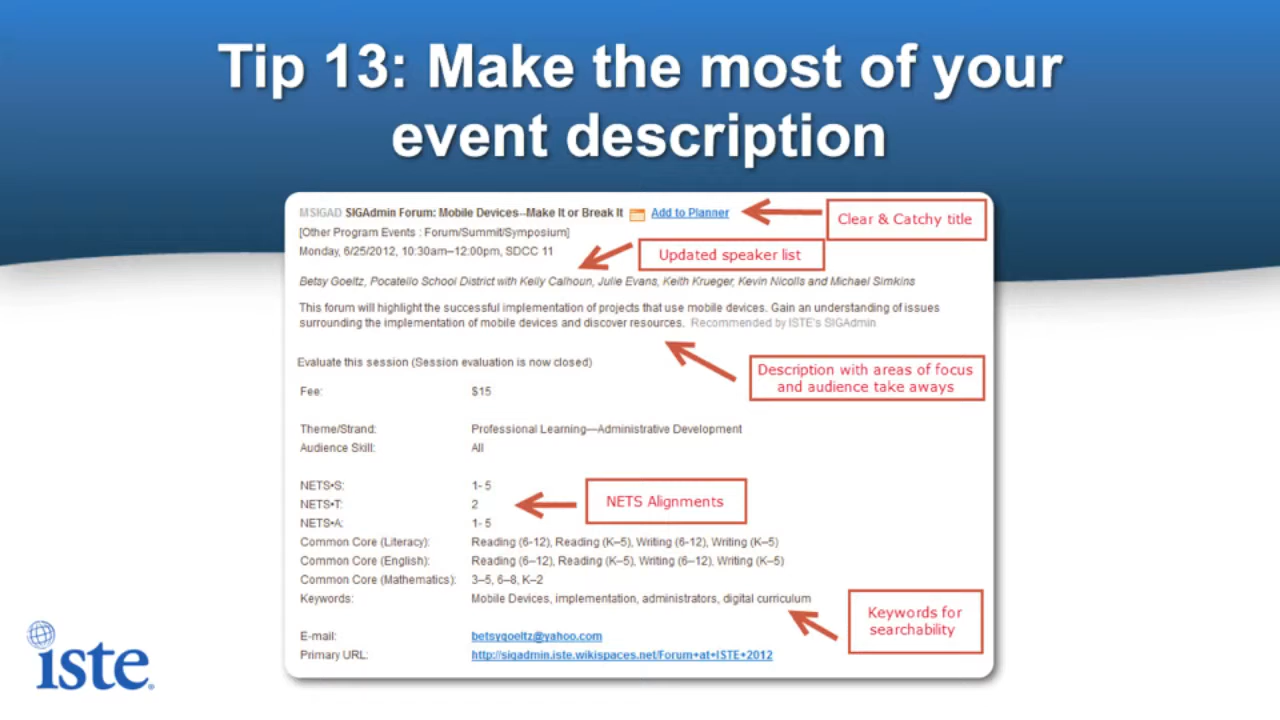 Tip 13: Make the most of your
event description
MSIGAD SIGAdmin Forum: Mobile Devices--Make It or Break It Add to Planner
Clear & Catchy title
[Other Program Events : Forum/Summit/Symposium]
Monday, 6/25/2012, 10:30am–12:00pm, SDCC 11
Updated speaker list
Betsy Goeltz, Pocatello School District with Kelly Calhoun, Julie Evans, Keith Krueger, Kevin Nicolls and Michael Simkins
This forum will highlight the successful implementation of projects that use mobile devices. Gain an understanding of issues
surrounding the implementation of mobile devices and discover resources. Recommended by ISTE's SIGAdmin
Evaluate this session (Session evaluation is now closed)
Description with areas of focus
and audience take aways
Fee: $15
Theme/Strand: Professional Learning—Administrative Development
Audience Skill: All
NETS•S: 1- 5
NETS•T: 2
NETS Alignments
NETS•A: 1- 5
Common Core (Literacy): Reading (6-12), Reading (K–5), Writing (6-12), Writing (K–5)
Common Core (English): Reading (6–12), Reading (K–5), Writing (6–12), Writing (K–5)
Common Core (Mathematics): 3–5, 6–8, K–2
Keywords: Mobile Devices, implementation, administrators, digital curriculum
Keywords for
searchability
E-mail: betsygoeltz@yahoo.com
Primary URL: http://sigadmin.iste.wikispaces.net/Forum+at+ISTE+2012
iste®